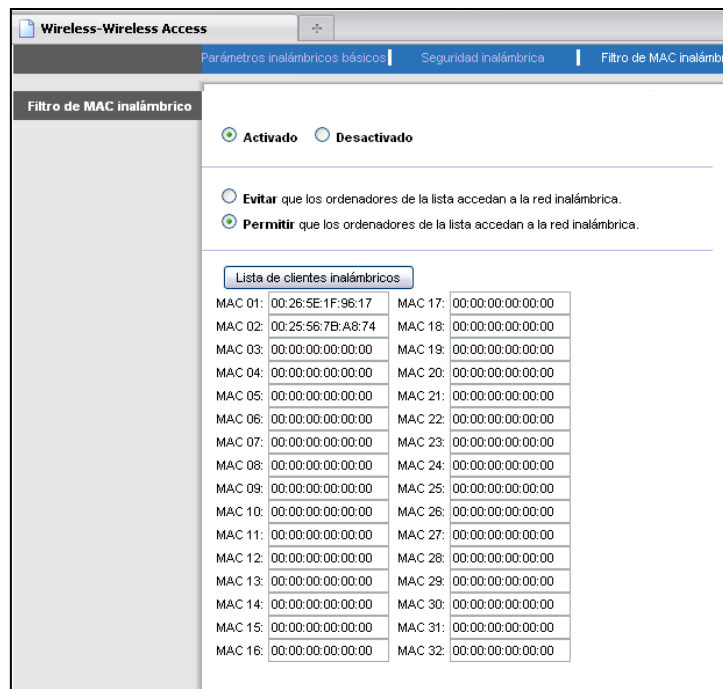 Wireless-Wireless Access
Parámetros inalámbricos básicos Seguridad inalámbrica Filtro de MAC inalámbr
Filtro de MAC inalámbrico
Activado Desactivado
Evitar que los ordenadores de la lista accedan a la red inalámbrica.
Permitir que los ordenadores de la lista accedan a la red inalámbrica.
Lista de clientes inalámbricos
MAC 01: 00:26:5E:1F:96:17 MAC 17: 00:00:00:00:00:00
MAC 02: 00:25:56:7B:A8:74 MAC 18: 00:00:00:00:00:00
MAC 03: 00:00:00:00:00:00 MAC 19: 00:00:00:00:00:00
MAC 04: 00:00:00:00:00:00 MAC 20: 00:00:00:00:00:00
MAC 05: 00:00:00:00:00:00 MAC 21: 00:00:00:00:00:00
MAC 06: 00:00:00:00:00:00 MAC 22: 00:00:00:00:00:00
MAC 07: 00:00:00:00:00:00 MAC 23: 00:00:00:00:00:00
MAC 08: 00:00:00:00:00:00 MAC 24: 00:00:00:00:00:00
MAC 09: 00:00:00:00:00:00 MAC 25: 00:00:00:00:00:00
MAC 10: 00:00:00:00:00:00 MAC 26: 00:00:00:00:00:00
MAC 11: 00:00:00:00:00:00 MAC 27: 00:00:00:00:00:00
MAC 12: 00:00:00:00:00:00 MAC 28: 00:00:00:00:00:00
MAC 13: 00:00:00:00:00:00 MAC 29: 00:00:00:00:00:00
MAC 14: 00:00:00:00:00:00 MAC 30: 00:00:00:00:00:00
MAC 15: 00:00:00:00:00:00 MAC 31: 00:00:00:00:00:00
MAC 16: 00:00:00:00:00:00 MAC 32: 00:00:00:00:00:00